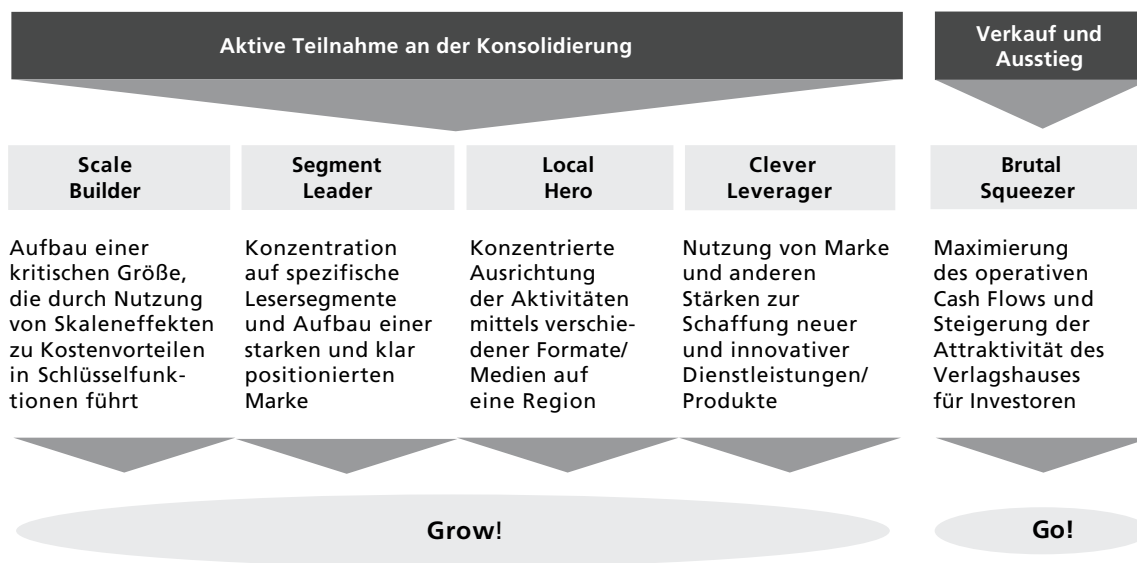 Aktive Teilnahme an der Konsolidierung
Verkauf und
Ausstieg
Scale
Builder
Segment
Leader
Local
Hero
Clever
Leverager
Brutal
Squeezer
Aufbau einer
kritischen Größe,
die durch Nutzung
von Skaleneffekten
zu Kostenvorteilen
in Schlüsselfunk-
tionen führt
Konzentration
auf spezifische
Lesersegmente
und Aufbau einer
starken und klar
positionierten
Marke
Konzentrierte
Ausrichtung
der Aktivitäten
mittels verschie-
dener Formate/
Medien auf
eine Region
Nutzung von Marke
und anderen
Stärken zur
Schaffung neuer
und innovativer
Dienstleistungen/
Produkte
Maximierung
des operativen
Cash Flows und
Steigerung der
Attraktivität des
Verlagshauses
für Investoren
Grow!
Go!